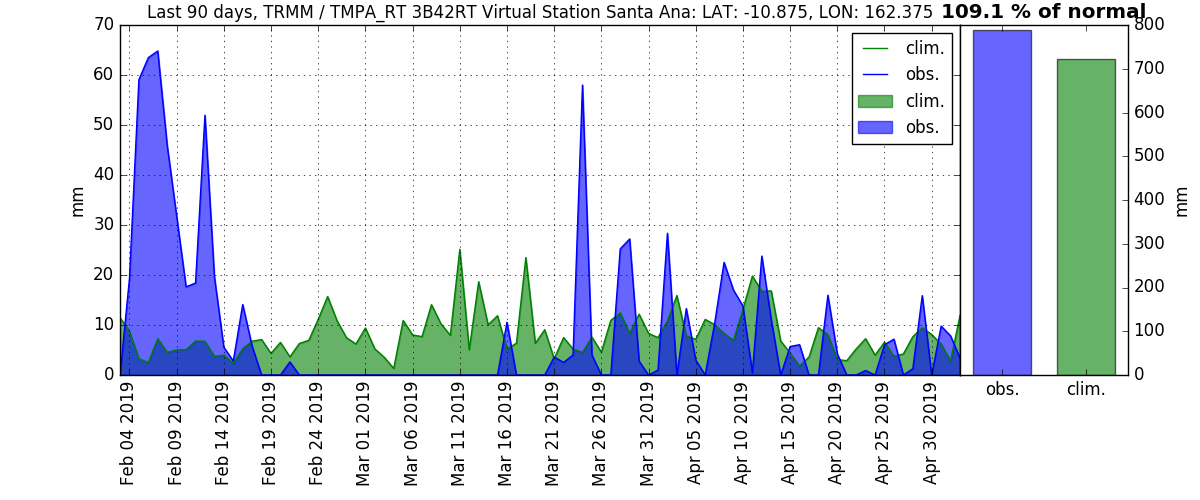 Last 90 days, TRMM / TMPA_RT 3B42RT Virtual Station Santa Ana: LAT: -10.875, LON: 162.375 109.1 % of normal
70
60
50
40
30
20
10
0
mm
clim.
obs.
clim.
obs.
Feb 04 2019
Feb 09 2019
Feb 14 2019
Feb 19 2019
Feb 24 2019
Mar 01 2019
Mar 06 2019
Mar 11 2019
Mar 16 2019
Mar 21 2019
Mar 26 2019
Mar 31 2019
Apr 05 2019
Apr 10 2019
Apr 15 2019
Apr 20 2019
Apr 25 2019
Apr 30 2019
800
700
600
500
400
300
200
100
0
mm
obs.
clim.